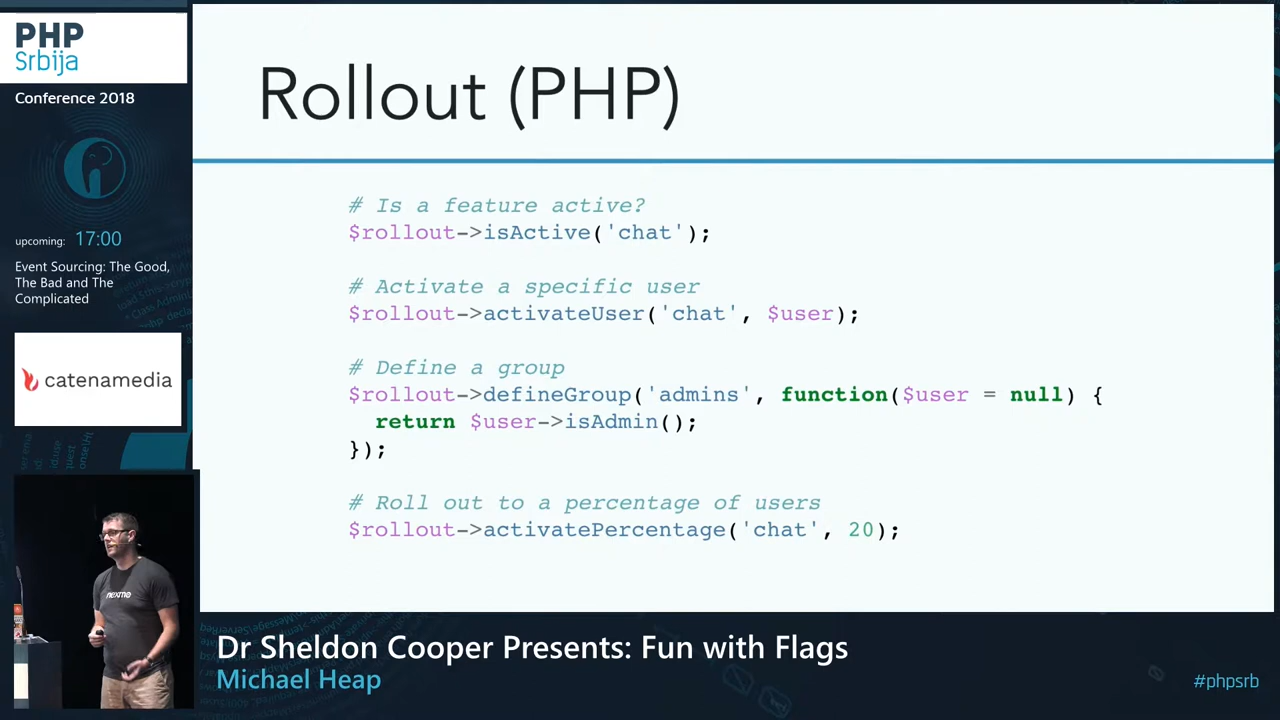 PHP
Srbija
Conference 2018
upcoming: 17:00
Event Sourcing: The Good,
The Bad and The
Complicated
catenamedia
Rollout (PHP)
# Is a feature active?
$rollout->isActive('chat');
# Activate a specific user
$rollout->activateUser('chat', $user);
# Define a group
$rollout->defineGroup('admins', function($user = null) {
return $user->isAdmin();
});
# Roll out to a percentage of users
$rollout->activatePercentage('chat', 20);
nexmo
Dr Sheldon Cooper Presents: Fun with Flags
Michael Heap
#phpsrb